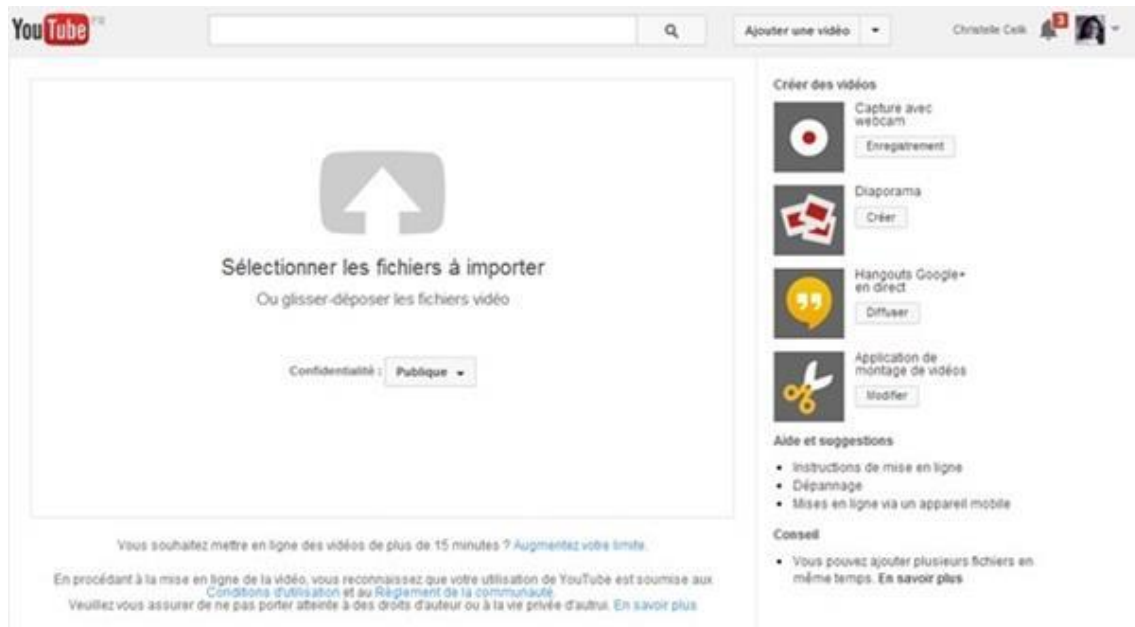 YouTube FR
Ajouter une vidéo
Christelle Celik
3
Sélectionner les fichiers à importer
Ou glisser-déposer les fichiers vidéo
Confidentialité : Publique
Vous souhaitez mettre en ligne des vidéos de plus de 15 minutes ? Augmentez votre limite.
En procédant à la mise en ligne de la vidéo, vous reconnaissez que votre utilisation de YouTube est soumise aux
Conditions d'utilisation et au Règlement de la communauté.
Veuillez vous assurer de ne pas porter atteinte à des droits d'auteur ou à la vie privée d'autrui. En savoir plus
Créer des vidéos
Capture avec
webcam
Enregistrement
Diaporama
Créer
Hangouts Google+
en direct
Diffuser
Application de
montage de vidéos
Modifier
Aide et suggestions
• Instructions de mise en ligne
• Dépannage
• Mises en ligne via un appareil mobile
Conseil
• Vous pouvez ajouter plusieurs fichiers en
même temps. En savoir plus